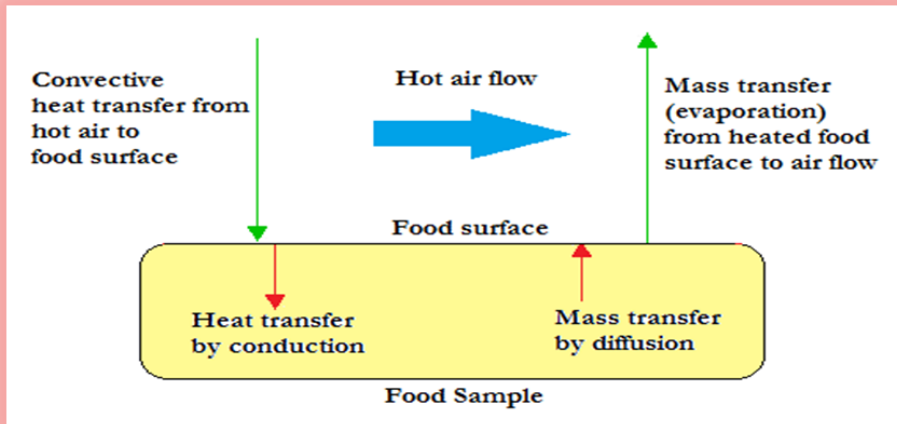 Convective
heat transfer from
hot air to
food surface
Hot air flow
Mass transfer
(evaporation)
from heated food
surface to air flow
Food surface
Heat transfer
by conduction
Mass transfer
by diffusion
Food Sample